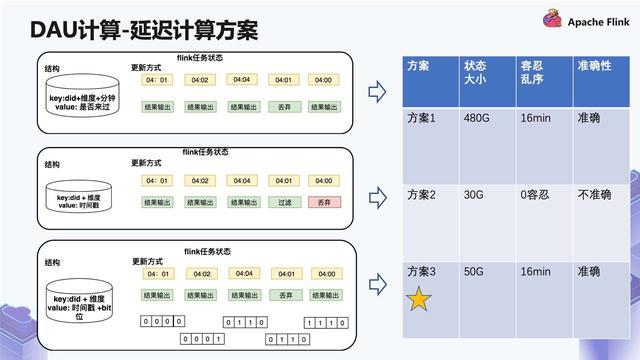 DAU计算-延迟计算方案
Apache Flink
flink任务状态
结构
更新方式
key:did+维度+分钟
value: 是否来过
04：01
04:02
04:04
04:01
04:00
结果输出
结果输出
结果输出
丢弃
结果输出
flink任务状态
结构
更新方式
key:did + 维度
value: 时间戳
04：01
04:02
04:04
04:01
04:00
结果输出
结果输出
结果输出
过滤
丢弃
flink任务状态
结构
更新方式
key:did + 维度
value: 时间戳 +bit
位
04：01
04:02
04:04
04:01
04:00
结果输出
结果输出
结果输出
丢弃
结果输出
0 0 0 0
0 1 1 0
1 1 1 0
0 0 0 1
0 1 1 0
方案 状态 容忍 准确性
大小 乱序
方案1 480G 16min 准确
方案2 30G 0容忍 不准确
方案3 50G 16min 准确